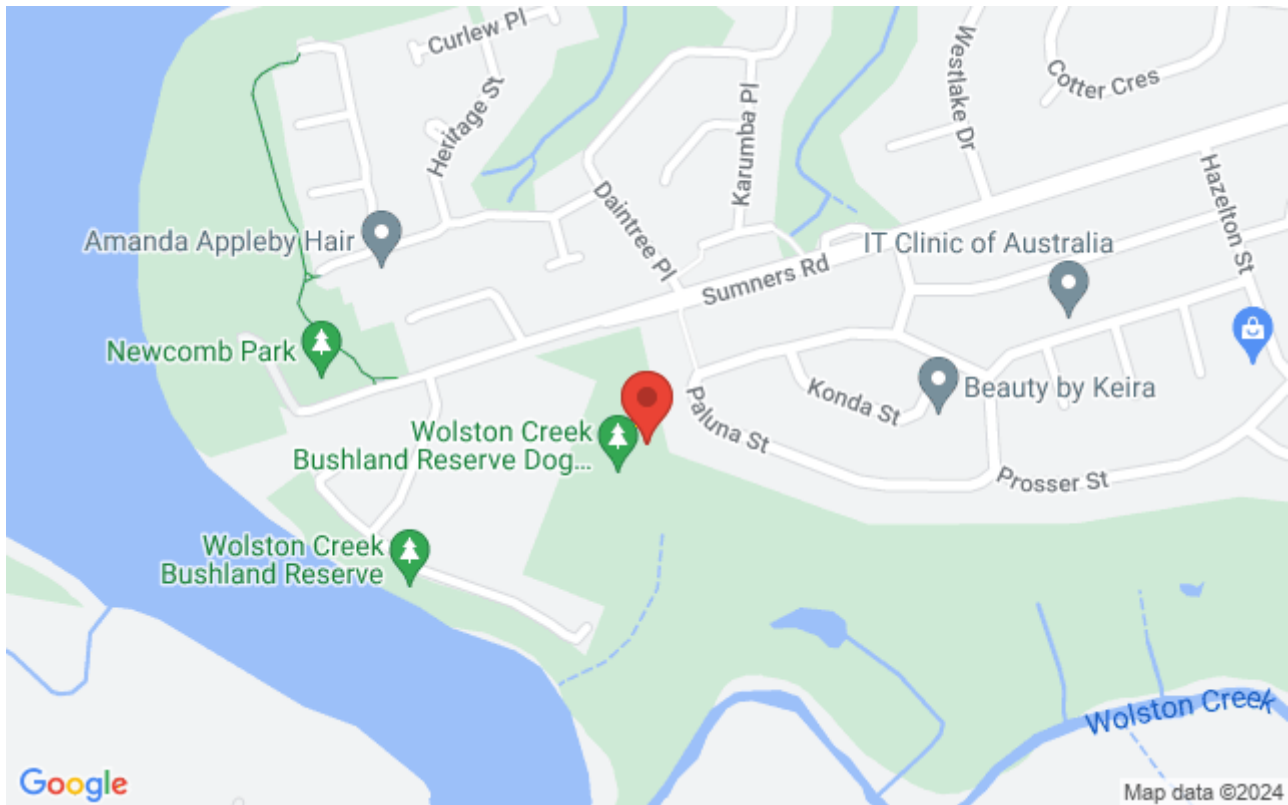 Curlew Pl
Heritage St
Westlake Dr
Cotter Cres
Karumba Pl
Daintree Pl
Hazelton St
Amanda Appleby Hair
IT Clinic of Australia
Sumners Rd
Newcomb Park
Konda St
Beauty by Keira
Paluna St
Wolston Creek
Bushland Reserve Dog...
Prosser St
Wolston Creek
Bushland Reserve
Wolston Creek
Google
Map data ©2024